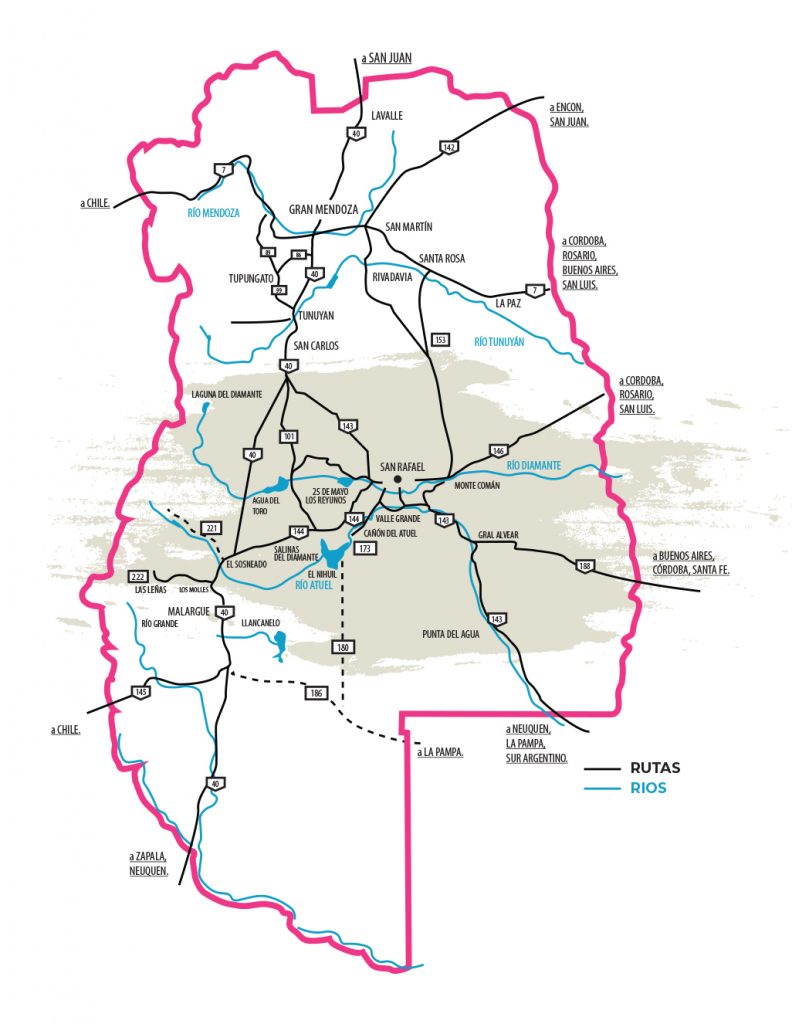 a SAN JUAN
LAVALLE
a ENCON,
SAN JUAN.
40
142
7
a CHILE.
RÍO MENDOZA
GRAN MENDOZA
SAN MARTÍN
a CORDOBA,
ROSARIO,
BUENOS AIRES,
SAN LUIS.
89
86
SANTA ROSA
TUPUNGATO
40
RIVADAVIA
99
7
LA PAZ
TUNUYAN
SAN CARLOS
153
RÍO TUNUYÁN
40
a CORDOBA,
ROSARIO,
SAN LUIS.
LAGUNA DEL DIAMANTE
143
101
40
146
SAN RAFAEL
RÍO DIAMANTE
MONTE COMÁN
AGUA DEL
TORO
25 DE MAYO
LOS REYUNOS
221
144
144
VALLE GRANDE
CAÑÓN DEL ATUEL
143
173
GRAL ALVEAR
SALINAS
DEL DIAMANTE
EL SOSNEADO
EL NIHUIL
RÍO ATUEL
188
a BUENOS AIRES,
CÓRDOBA, SANTA FE.
222
LAS LEÑAS
LOS MOLLES
MALARGUE
40
RÍO GRANDE
LLANCANELO
143
PUNTA DEL AGUA
180
145
186
a CHILE.
a LA PAMPA.
a NEUQUEN,
LA PAMPA,
SUR ARGENTINO.
RUTAS
RIOS
40
a ZAPALA,
NEUQUEN.